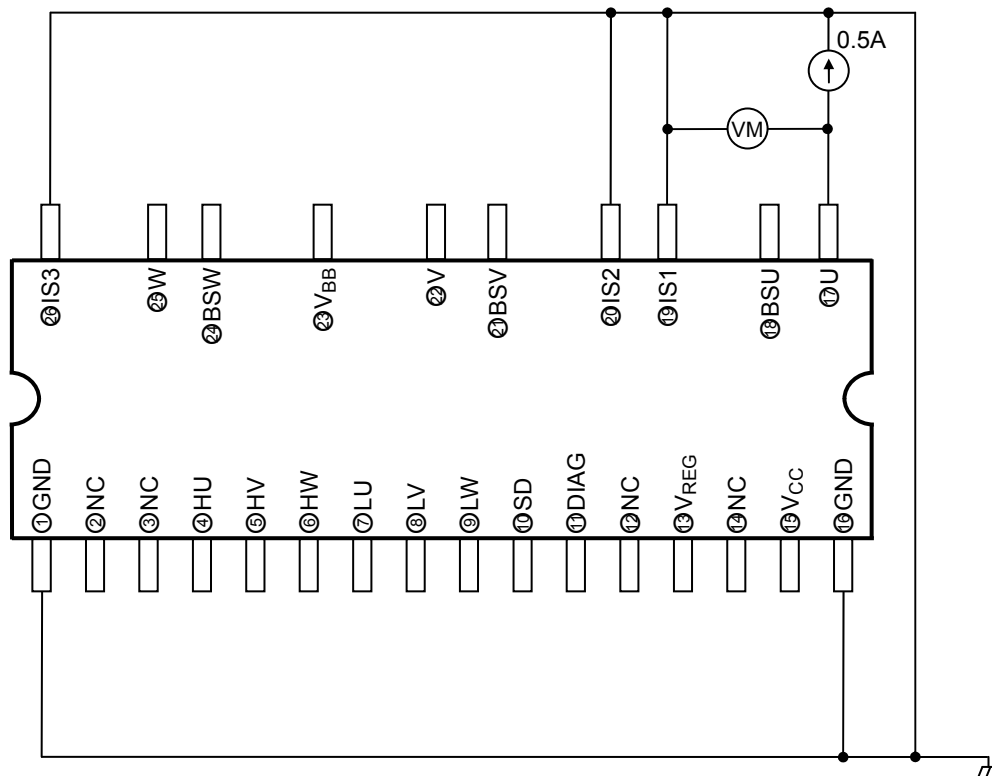 0.5A
VM
㉖IS3
㉕W
㉔BSW
㉓VBB
㉒V
㉑BSV
⑳IS2
⑲IS1
⑱BSU
⑰U
①GND
②NC
③NC
④HU
⑤HV
⑥HW
⑦LU
⑧LV
⑨LW
⑩SD
⑪DIAG
⑫NC
⑬VREG
⑭NC
⑮VCC
⑯GND